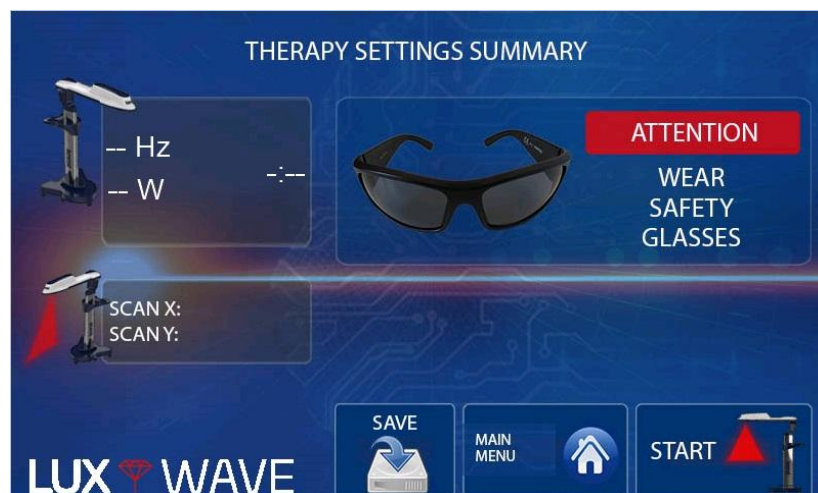 THERAPY SETTINGS SUMMARY
-- Hz
-- W
-:--
ATTENTION
WEAR
SAFETY
GLASSES
SCAN X:
SCAN Y:
SAVE
MAIN
MENU
START
LUX WAVE